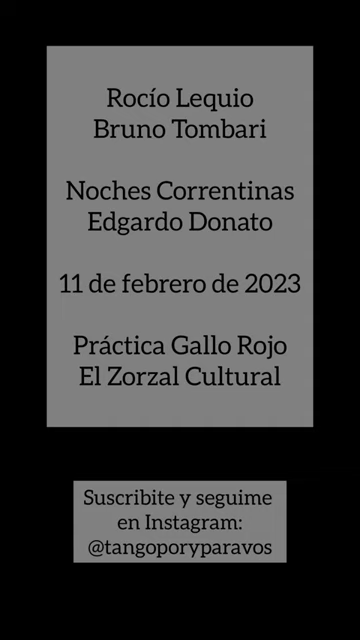 Rocío Lequio
Bruno Tombari
Noches Correntinas
Edgardo Donato
11 de febrero de 2023
Práctica Gallo Rojo
El Zorzal Cultural
Suscribite y seguime
en Instagram:
@tangoporyparavos